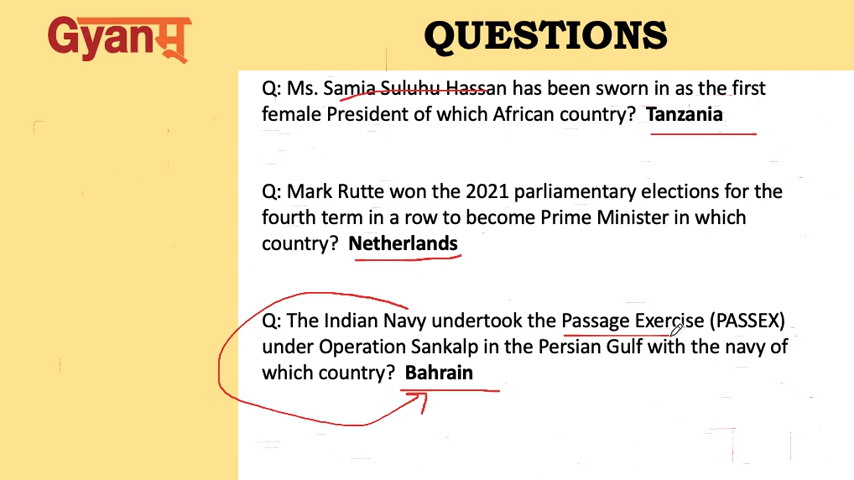 Gyanम्
QUESTIONS
Q: Ms. Samia Suluhu Hassan has been sworn in as the first
female President of which African country? Tanzania
Q: Mark Rutte won the 2021 parliamentary elections for the
fourth term in a row to become Prime Minister in which
country? Netherlands
Q: The Indian Navy undertook the Passage Exercise (PASSEX)
under Operation Sankalp in the Persian Gulf with the navy of
which country? Bahrain